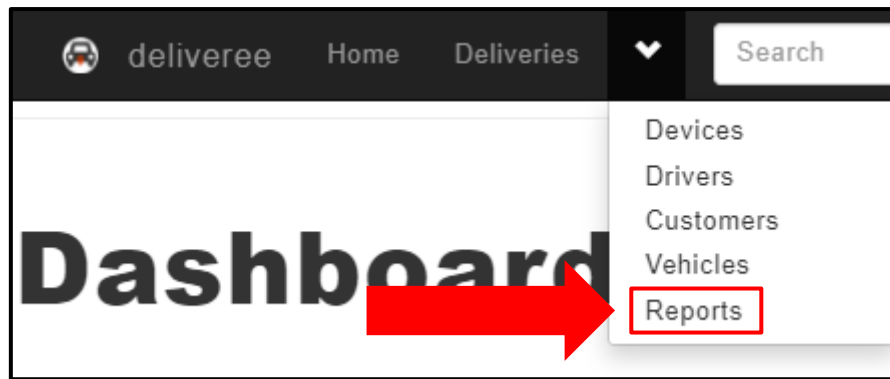 deliveree Home Deliveries Search
Devices
Drivers
Customers
Vehicles
Reports
Dashboard